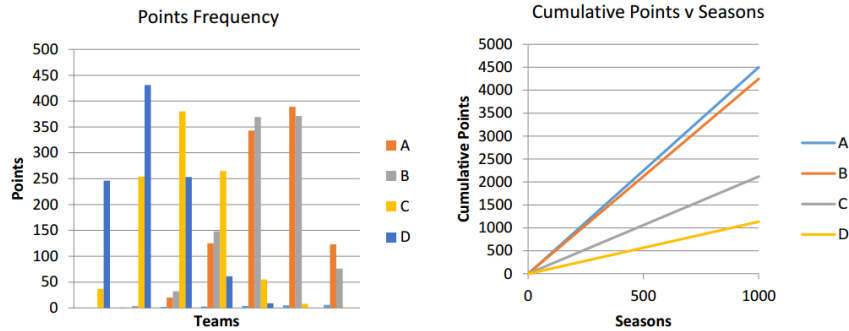 Points Frequency
500
450
400
350
300
250
200
150
100
50
0
Points
Teams
A
B
C
D
Cumulative Points v Seasons
5000
4500
4000
3500
3000
2500
2000
1500
1000
500
0
Cumulative Points
0 500 1000
Seasons
A
B
C
D